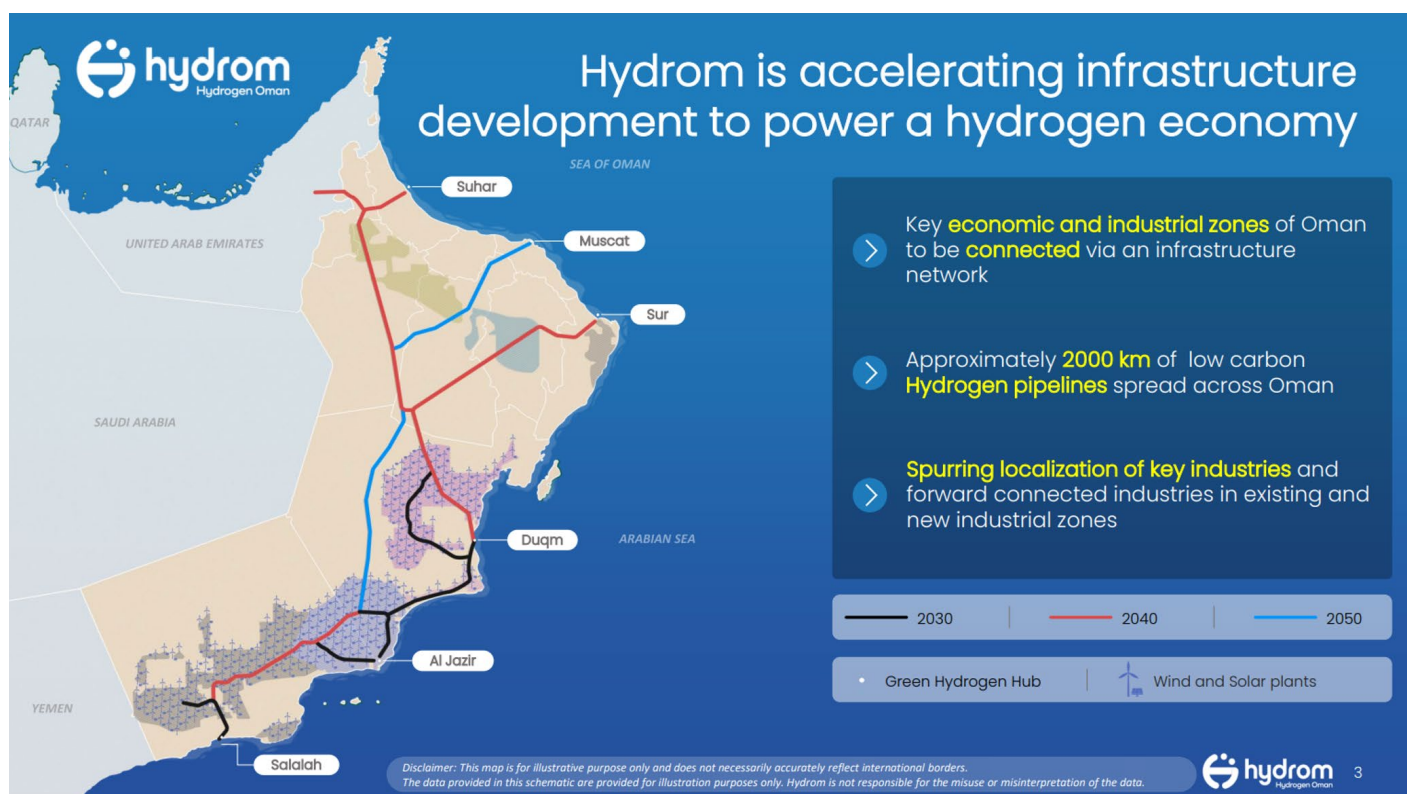 hydrom
Hydrogen Oman
Hydrom is accelerating infrastructure
development to power a hydrogen economy
QATAR
SEA OF OMAN
Suhar
UNITED ARAB EMIRATES
Muscat
Sur
SAUDI ARABIA
Duqm
ARABIAN SEA
Al Jazir
YEMEN
Salalah
Key economic and industrial zones of Oman
to be connected via an infrastructure
network
Approximately 2000 km of low carbon
Hydrogen pipelines spread across Oman
Spurring localization of key industries and
forward connected industries in existing and
new industrial zones
2030
2040
2050
Green Hydrogen Hub
Wind and Solar plants
Disclaimer: This map is for illustrative purpose only and does not necessarily accurately reflect international borders.
The data provided in this schematic are provided for illustration purposes only. Hydrom is not responsible for the misuse or misinterpretation of the data.
hydrom
Hydrogen Oman
3